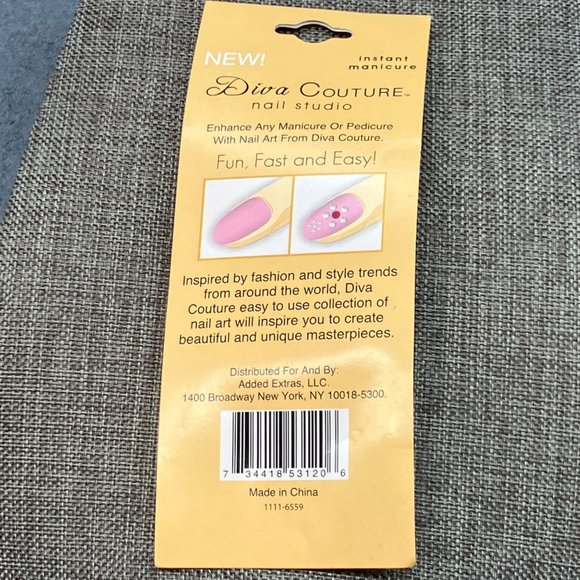 NEW!
instant
manicure
Diva COUTURE™
nail studio
Enhance Any Manicure Or Pedicure
With Nail Art From Diva Couture.
Fun, Fast and Easy!
Inspired by fashion and style trends
from around the world, Diva
Couture easy to use collection of
nail art will inspire you to create
beautiful and unique masterpieces.
Distributed For And By:
Added Extras, LLC.
1400 Broadway New York, NY 10018-5300.
7 34418 53120 6
Made in China
1111-6559